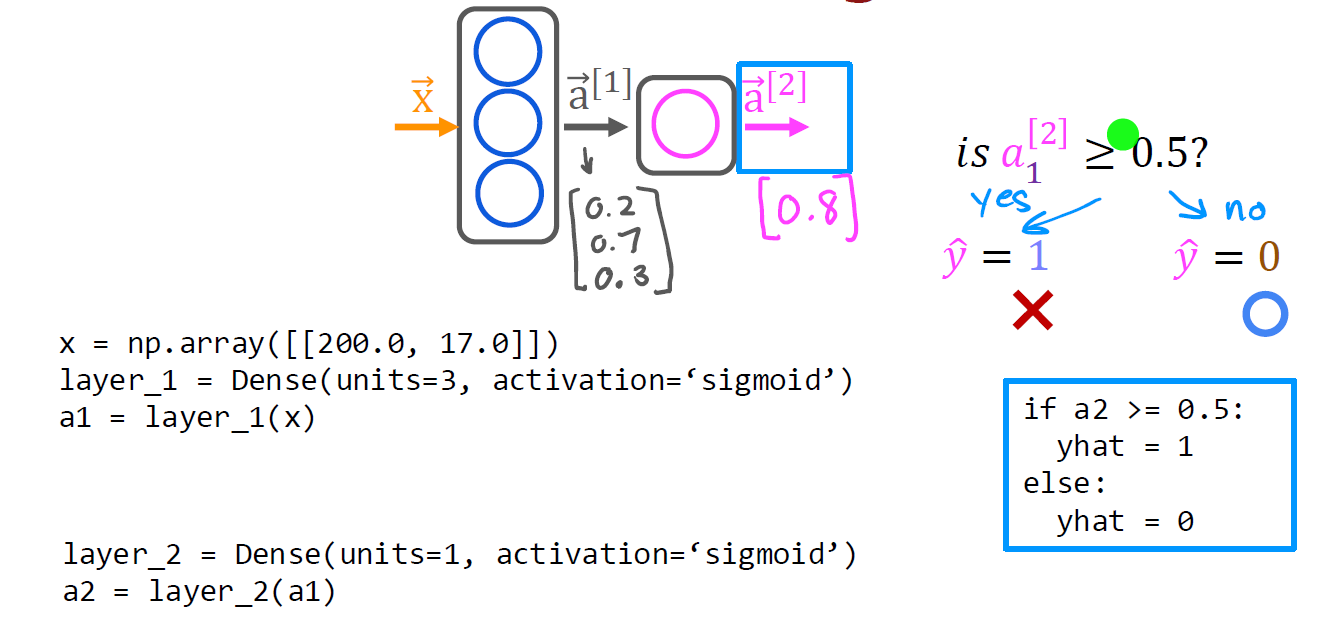 x⃗
a⃗[1]
a⃗[2]
0.2
0.7
0.3
[0.8]
is a₁[2] ≥ 0.5?
yes
no
ŷ = 1
ŷ = 0
x = np.array([[200.0, 17.0]])
layer_1 = Dense(units=3, activation=‘sigmoid’)
a1 = layer_1(x)
layer_2 = Dense(units=1, activation=‘sigmoid’)
a2 = layer_2(a1)
if a2 >= 0.5:
yhat = 1
else:
yhat = 0